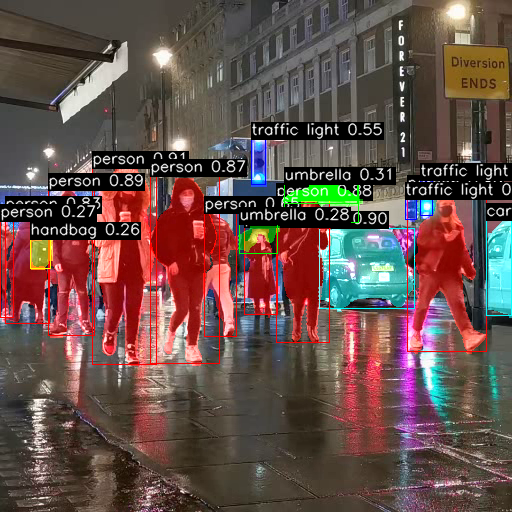 FOREVER 21
Diversion
ENDS
traffic light 0.55
person 0.91
person 0.87
person 0.89
umbrella 0.31
traffic light
person 0.88
traffic light 0
person 0.83
person
person 0.27
umbrella 0.28
0.90
car
handbag 0.26